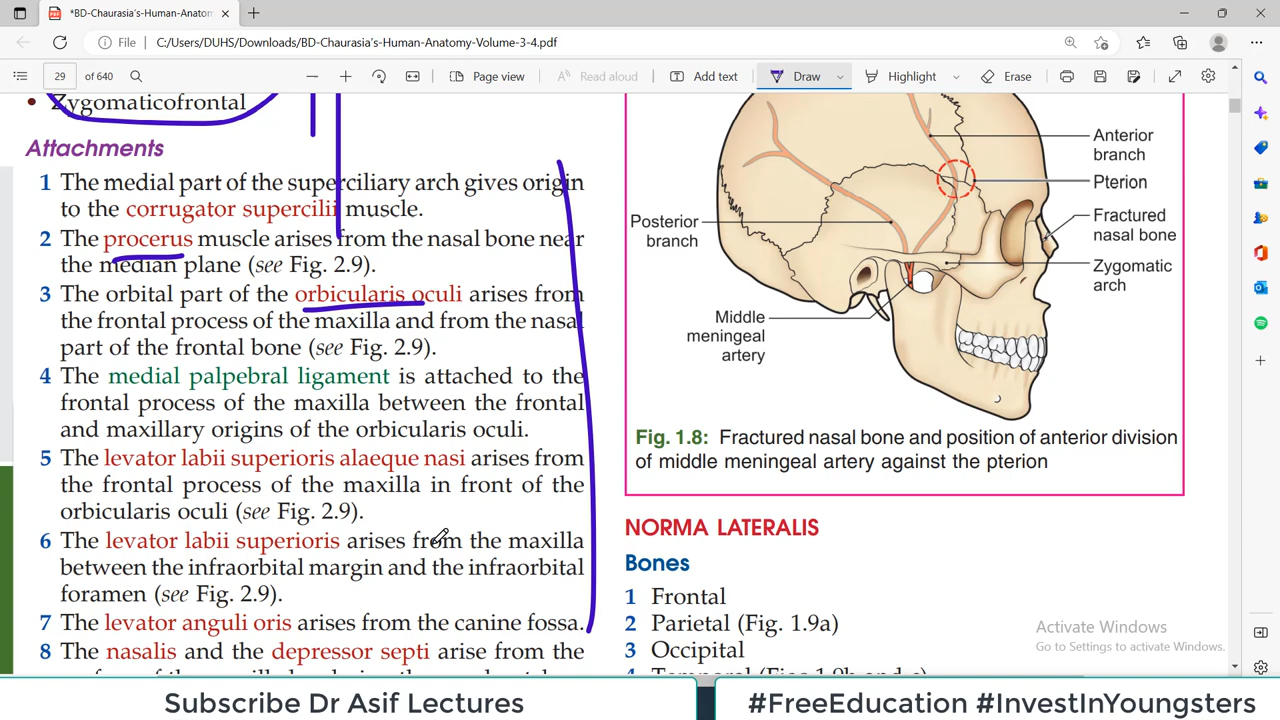 *BD-Chaurasia's-Human-Anatom
File
C:/Users/DUHS/Downloads/BD-Chaurasia's-Human-Anatomy-Volume-3-4.pdf
29 of 640
Page view
Read aloud
Add text
Draw
Highlight
Erase
• Zygomaticofrontal
Attachments
1 The medial part of the superciliary arch gives origin
to the corrugator supercilii muscle.
2 The procerus muscle arises from the nasal bone near
the median plane (see Fig. 2.9).
3 The orbital part of the orbicularis oculi arises from
the frontal process of the maxilla and from the nasal
part of the frontal bone (see Fig. 2.9).
4 The medial palpebral ligament is attached to the
frontal process of the maxilla between the frontal
and maxillary origins of the orbicularis oculi.
5 The levator labii superioris alaeque nasi arises from
the frontal process of the maxilla in front of the
orbicularis oculi (see Fig. 2.9).
6 The levator labii superioris arises from the maxilla
between the infraorbital margin and the infraorbital
foramen (see Fig. 2.9).
7 The levator anguli oris arises from the canine fossa.
8 The nasalis and the depressor septi arise from the
Anterior
branch
Pterion
Posterior
branch
Fractured
nasal bone
Zygomatic
arch
Middle
meningeal
artery
Fig. 1.8: Fractured nasal bone and position of anterior division
of middle meningeal artery against the pterion
NORMA LATERALIS
Bones
1 Frontal
2 Parietal (Fig. 1.9a)
3 Occipital
4 Temporal (Figs 1.9b and c)
Activate Windows
Go to Settings to activate Windows.
Subscribe Dr Asif Lectures
#FreeEducation #InvestInYoungsters